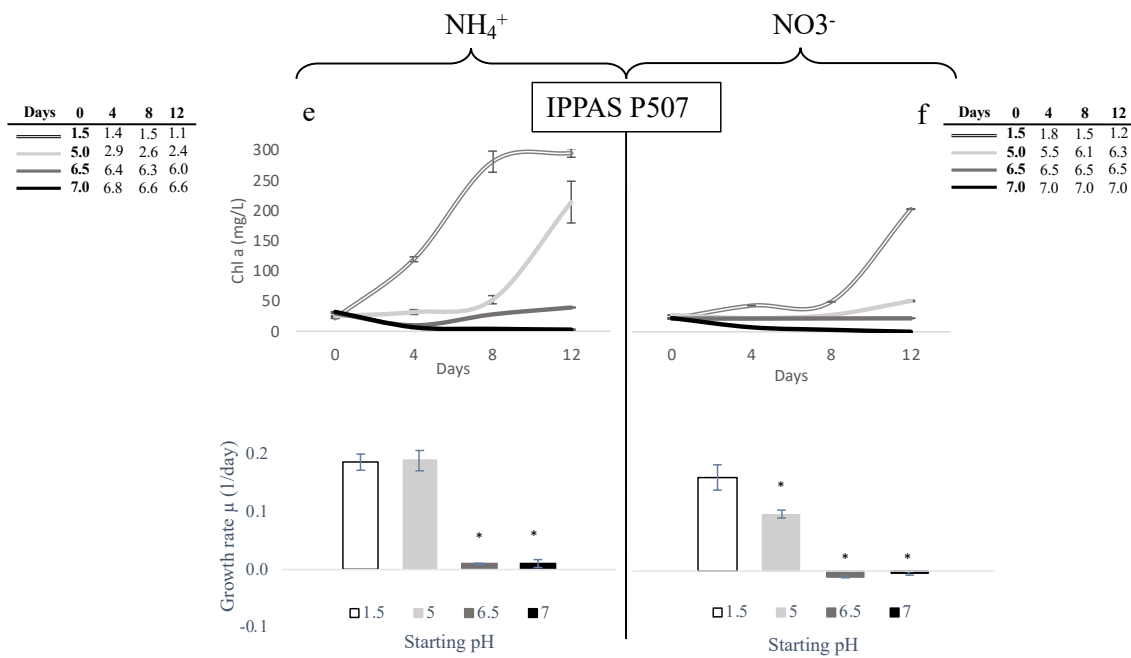 NH₄⁺ NO3⁻
IPPAS P507
e f
Days 0 4 8 12
1.5 1.4 1.5 1.1
5.0 2.9 2.6 2.4
6.5 6.4 6.3 6.0
7.0 6.8 6.6 6.6
Days 0 4 8 12
1.5 1.8 1.5 1.2
5.0 5.5 6.1 6.3
6.5 6.5 6.5 6.5
7.0 7.0 7.0 7.0
Chl a (mg/L)
300
250
200
150
100
50
0
0 4 8 12
Days
0 4 8 12
Days
Growth rate µ (1/day)
0.2
0.1
0.0
-0.1
* *
* * *
1.5 5 6.5 7
Starting pH
1.5 5 6.5 7
Starting pH